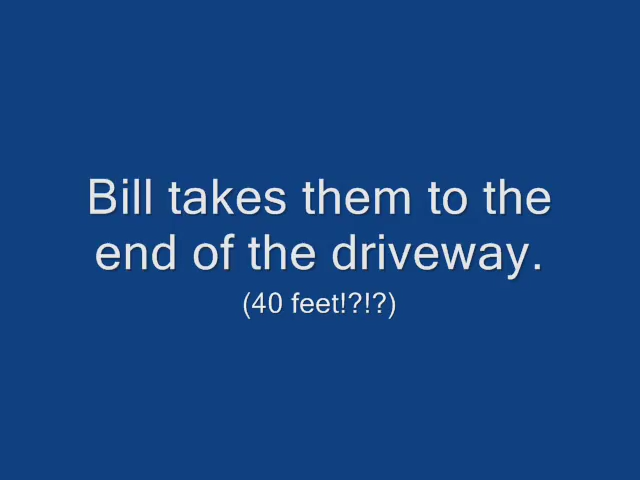 Bill takes them to the
end of the driveway.
(40 feet!?!?)